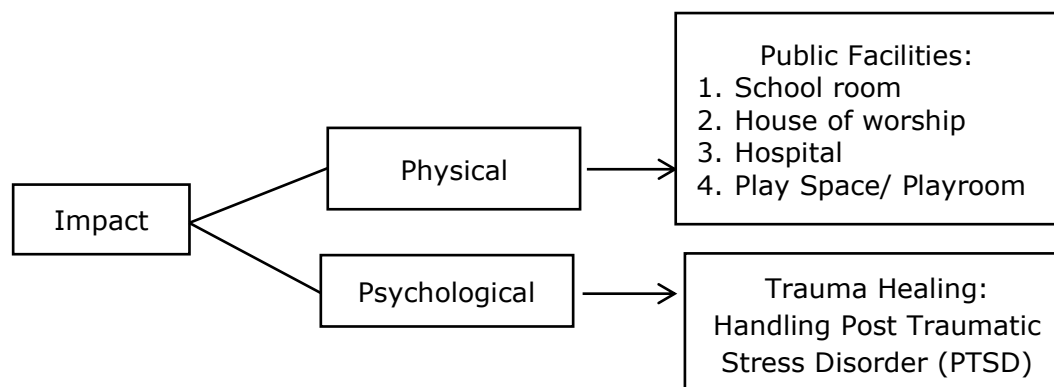 Impact
Physical
Psychological
Public Facilities:
1. School room
2. House of worship
3. Hospital
4. Play Space/ Playroom
Trauma Healing:
Handling Post Traumatic
Stress Disorder (PTSD)